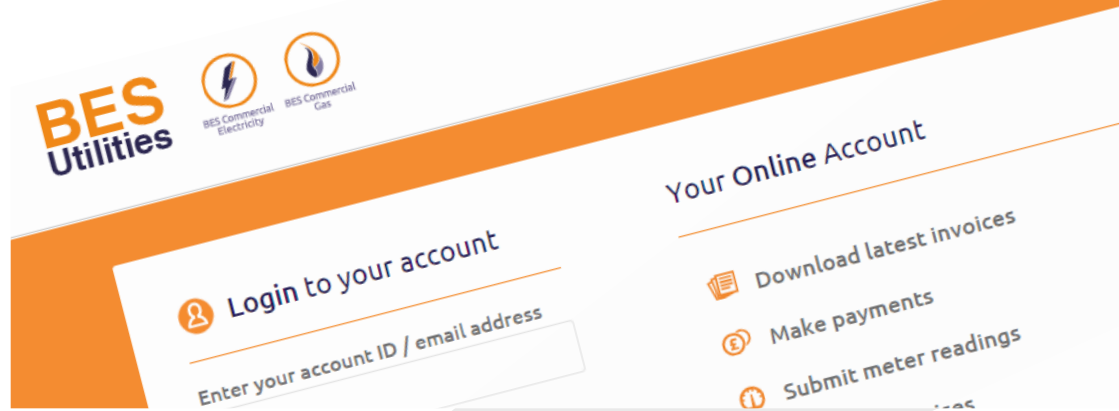 BES
Utilities
BES Commercial
Electricity
BES Commercial
Gas
Login to your account
Enter your account ID / email address
Your Online Account
Download latest invoices
Make payments
Submit meter readings